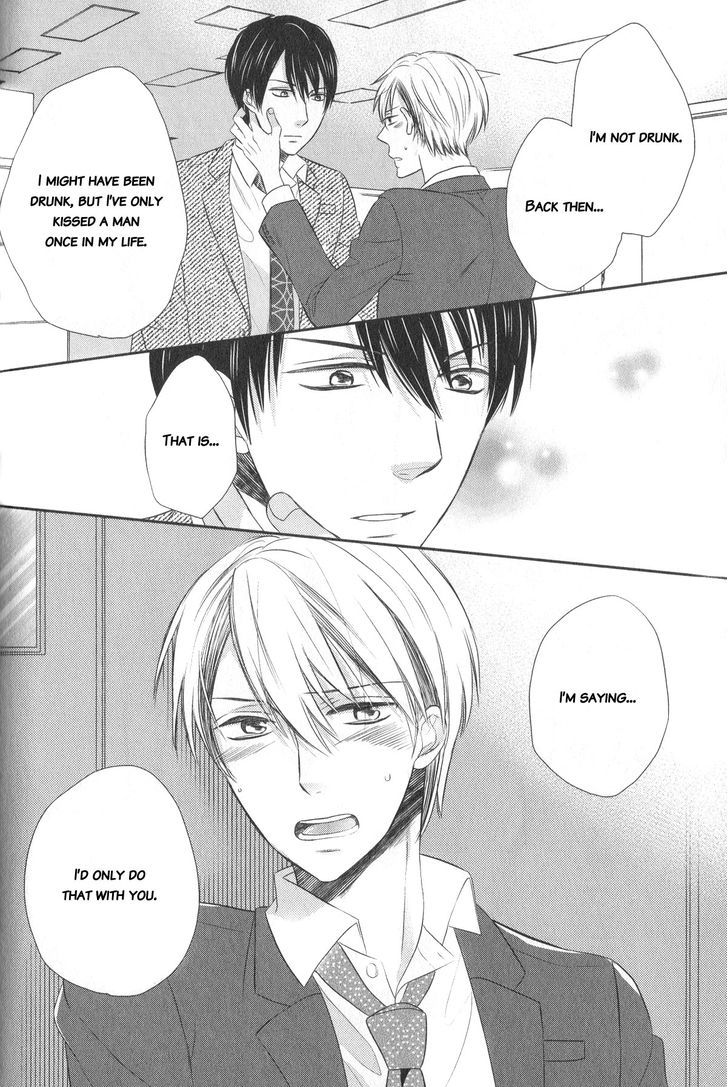 I'M NOT DRUNK.
BACK THEN...
I MIGHT HAVE BEEN
DRUNK, BUT I'VE ONLY
KISSED A MAN
ONCE IN MY LIFE.
THAT IS...
I'M SAYING...
I'D ONLY DO
THAT WITH YOU.